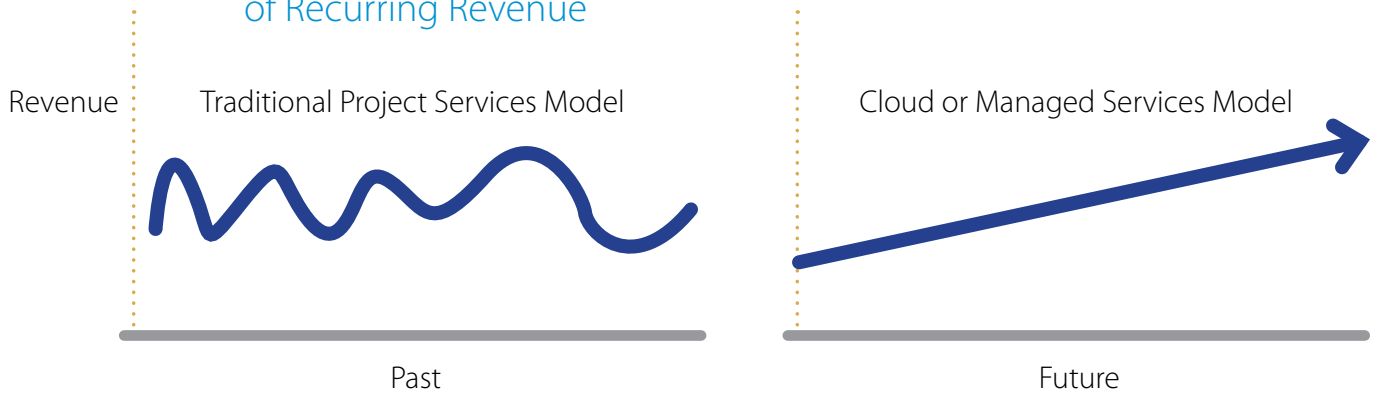 of Recurring Revenue
Revenue
Traditional Project Services Model
Cloud or Managed Services Model
Past
Future